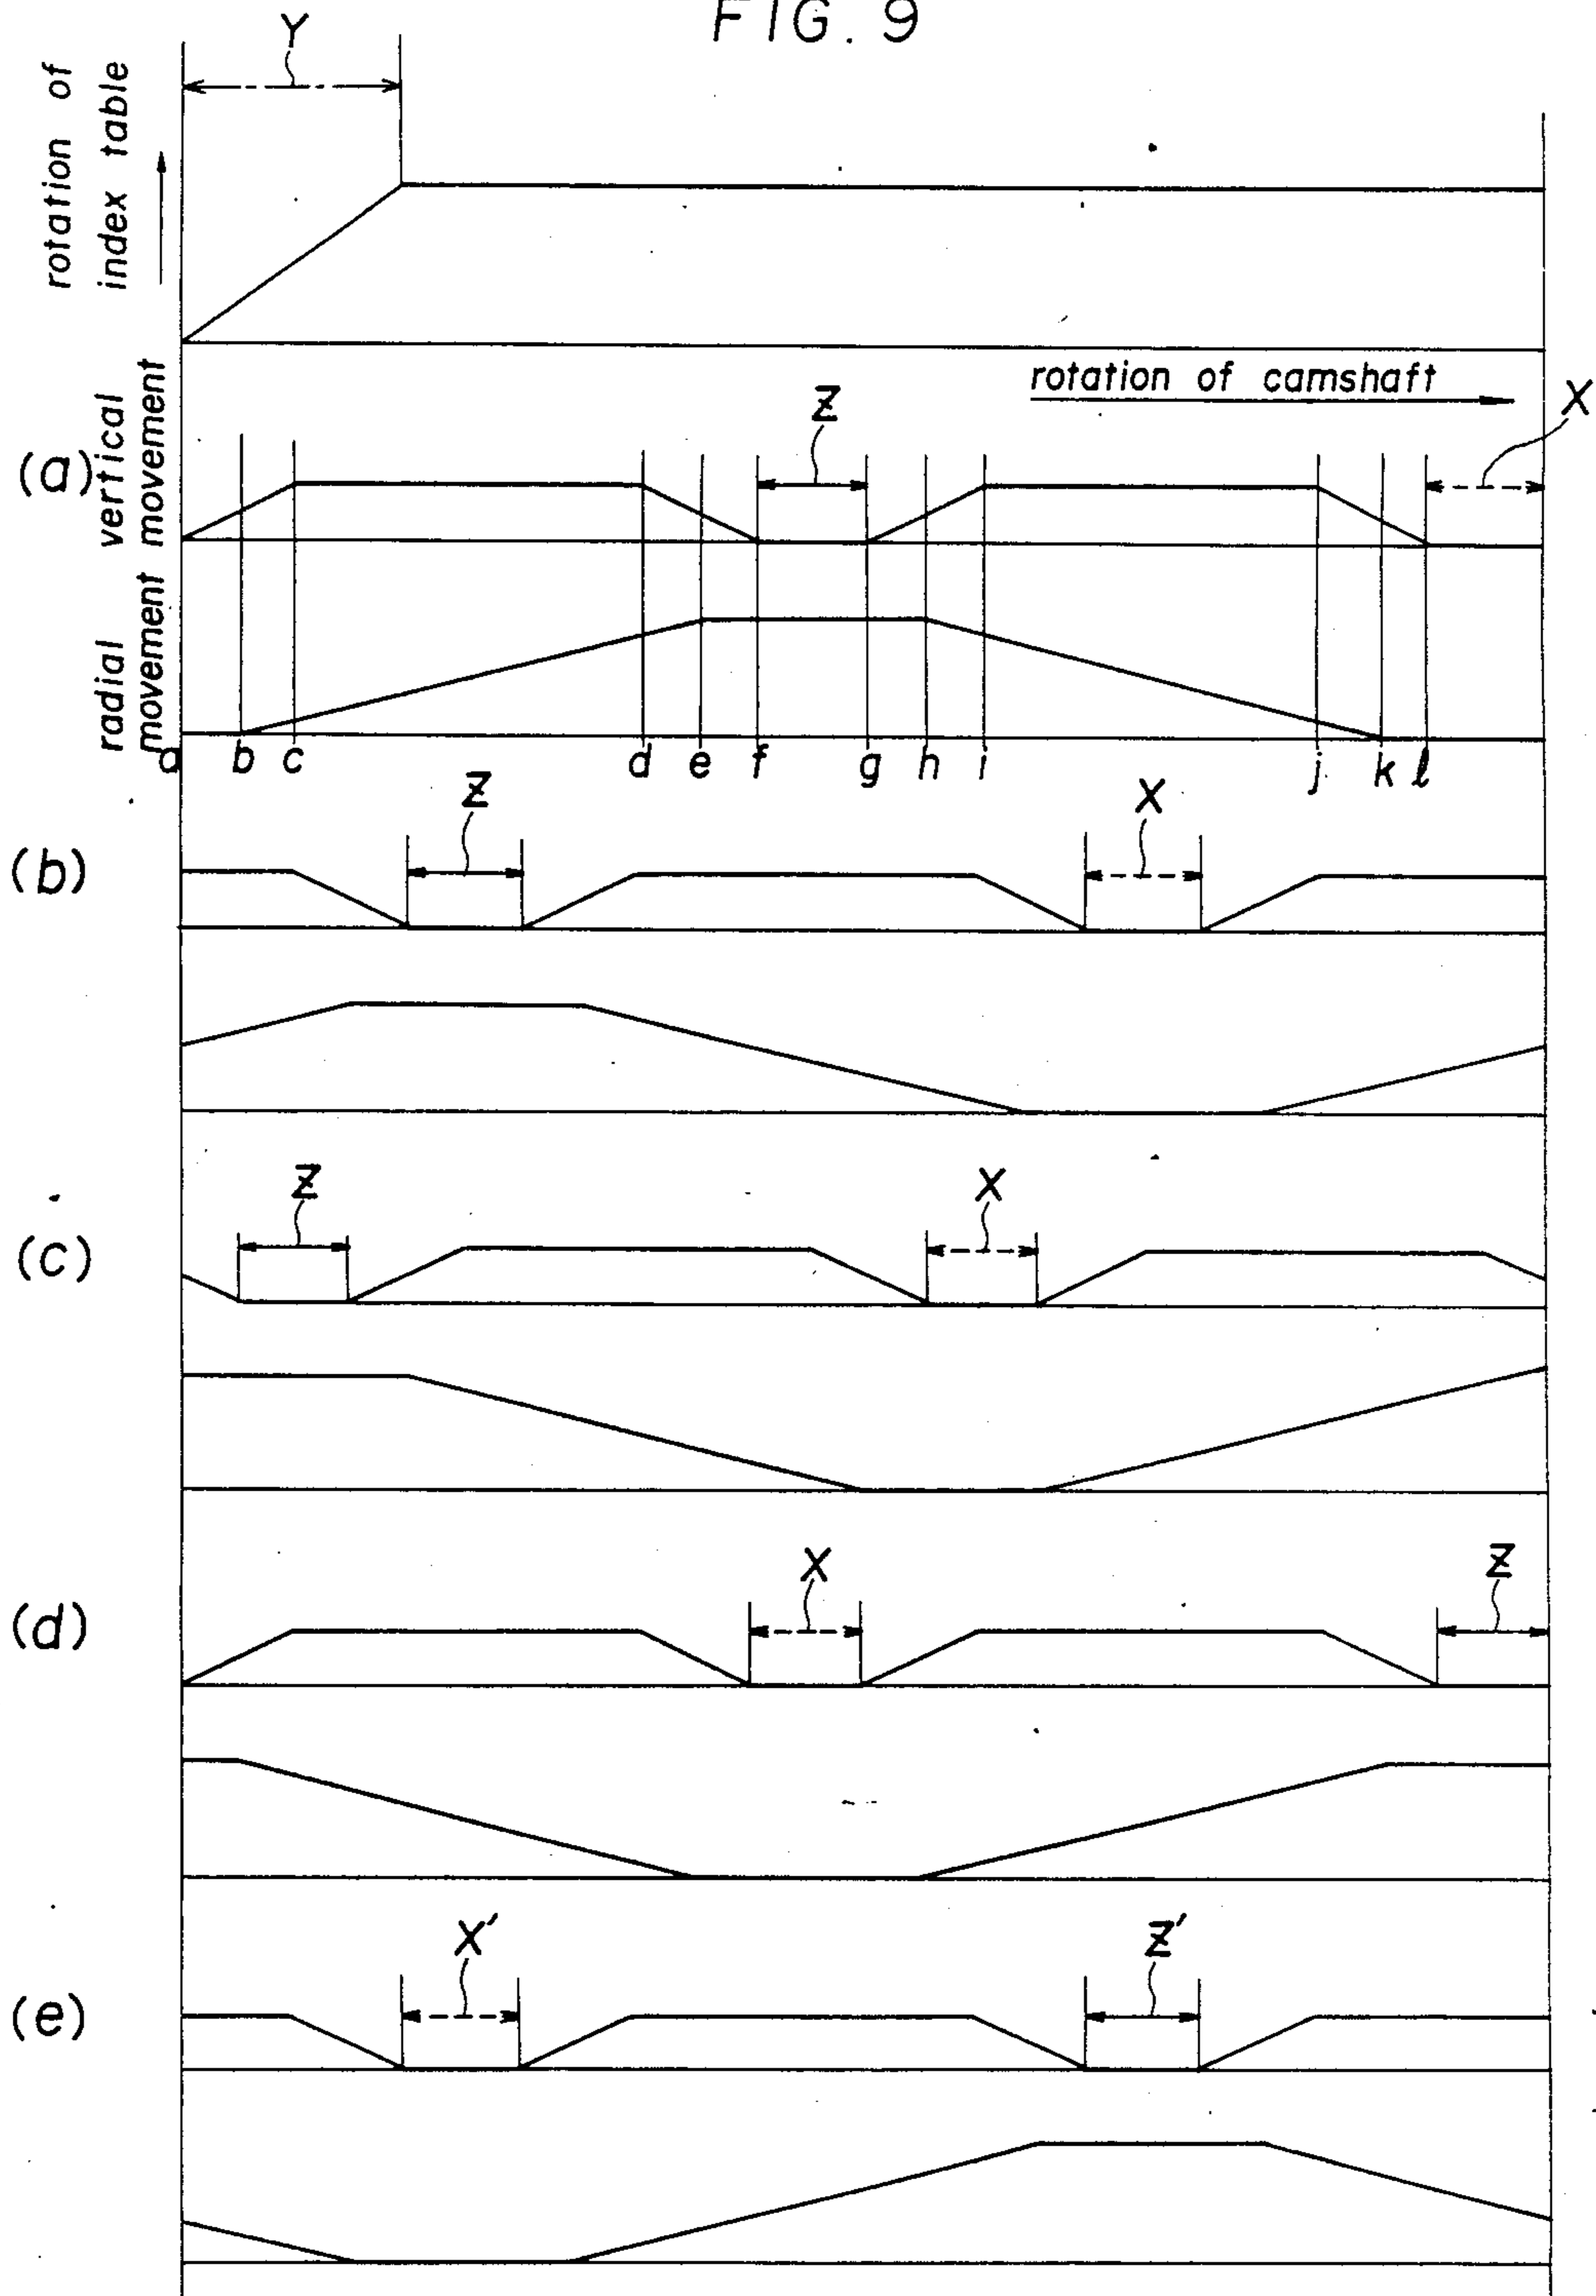 FIG. 9
Y
rotation of
index table
rotation of camshaft
Z
X
(a)
vertical
movement
radial
movement
a b c d e f g h i j k l
Z
X
(b)
Z
X
(c)
X
Z
(d)
X'
Z'
(e)